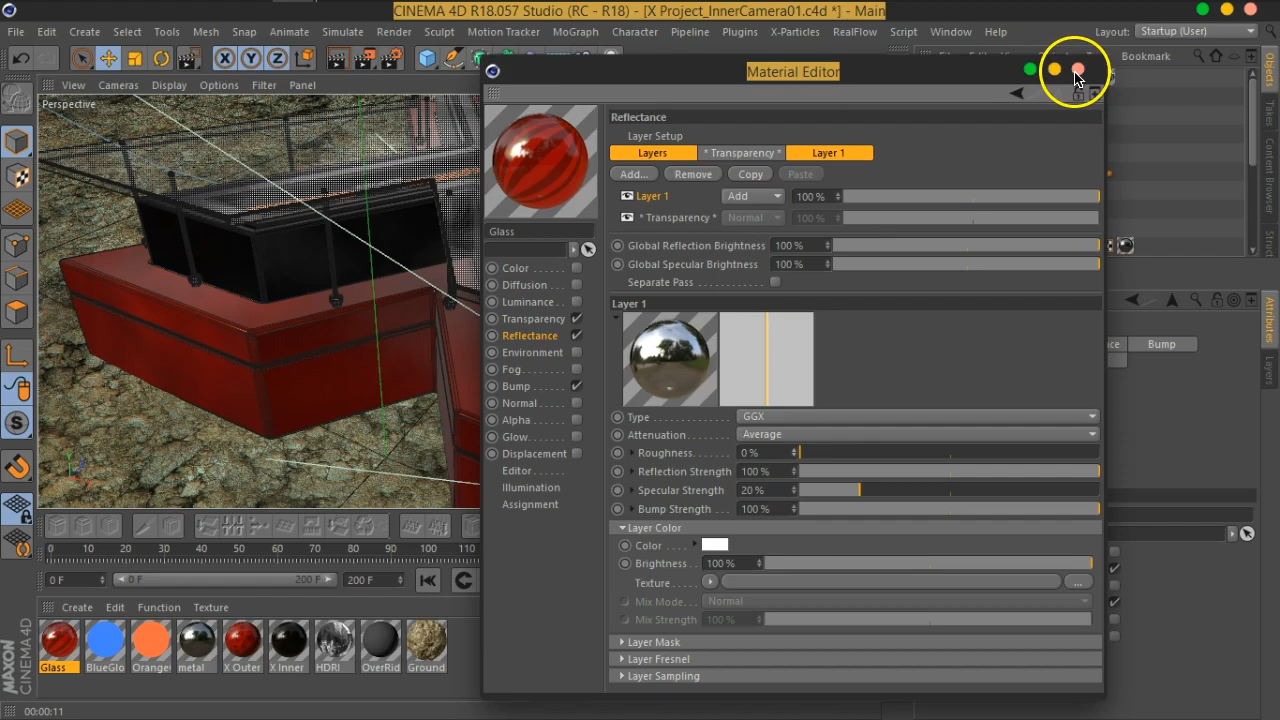 CINEMA 4D R18.057 Studio (RC - R18) - [X Project_InnerCamera01.c4d *] - Main
File Edit Create Select Tools Mesh Snap Animate Simulate Render Sculpt Motion Tracker MoGraph Character Pipeline Plugins X-Particles RealFlow Script Window Help Layout: Startup (User)
Bookmark
View Cameras Display Options Filter Panel
Perspective
Material Editor
Objects
Takes
Content Browser
Struct
Attributes
Layers
Reflectance
Layer Setup
Layers * Transparency * Layer 1
Add... Remove Copy Paste
Layer 1 Add 100 %
* Transparency * Normal 100 %
Glass
Global Reflection Brightness 100 %
Global Specular Brightness 100 %
Separate Pass
Color
Diffusion
Luminance
Transparency
Reflectance
Environment
Fog
Bump
Normal
Alpha
Glow
Displacement
Editor
Illumination
Assignment
Layer 1
Type GGX
Attenuation Average
Roughness 0 %
Reflection Strength 100 %
Specular Strength 20 %
Bump Strength 100 %
Layer Color
Color
Brightness 100 %
Texture ...
Mix Mode Normal
Mix Strength 100 %
Layer Mask
Layer Fresnel
Layer Sampling
ce Bump
0 10 20 30 40 50 60 70 80 90 100 110
0 F 0 F 200 F 200 F
Create Edit Function Texture
Glass BlueGlo Orange metal X Outer X Inner HDRI OverRid Ground
MAXON
CINEMA 4D
00:00:11